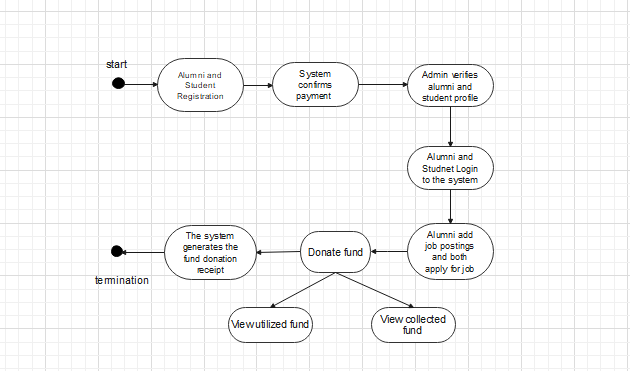 start
Alumni and
Student
Registration
System
confirms
payment
Admin verifies
alumni and
student profile
Alumni and
Studnet Login
to the system
Alumni add
job postings
and both
apply for job
Donate fund
The system
generates the
fund donation
receipt
termination
View utilized fund
View collected
fund